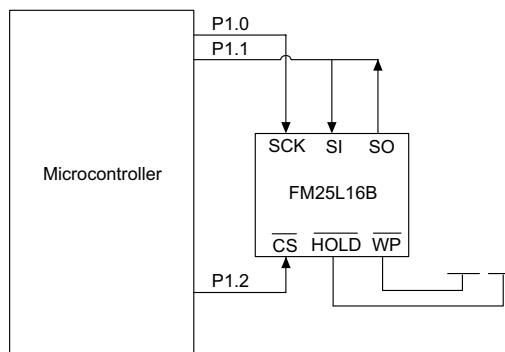 P1.0
P1.1
SCK SI SO
Microcontroller
FM25L16B
CS HOLD WP
P1.2